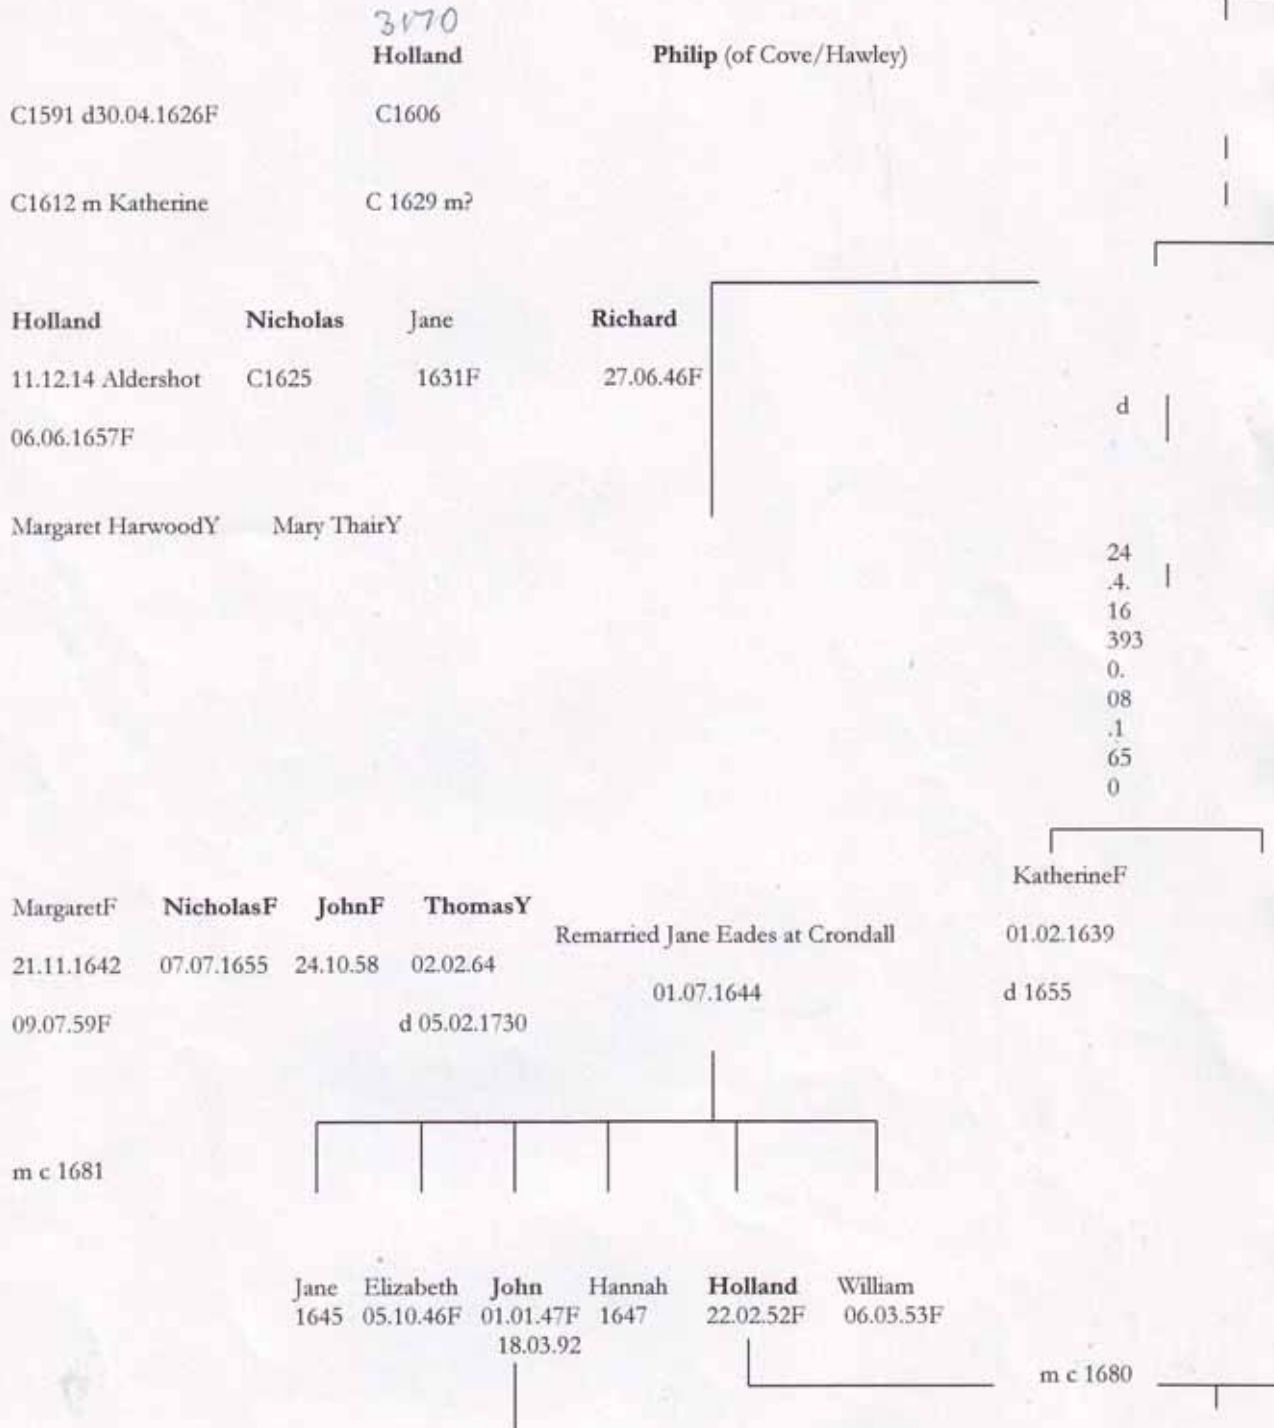 3170
Holland Philip (of Cove/Hawley)
C1591 d30.04.1626F C1606
C1612 m Katherine C 1629 m?
Holland Nicholas Jane Richard
11.12.14 Aldershot C1625 1631F 27.06.46F
d
06.06.1657F
Margaret HarwoodY Mary ThairY
24
.4.
16
393
0.
08
.1
65
0
KatherineF
MargaretF NicholasF JohnF ThomasY
Remarried Jane Eades at Crondall 01.02.1639
21.11.1642 07.07.1655 24.10.58 02.02.64
01.07.1644 d 1655
09.07.59F d 05.02.1730
m c 1681
Jane Elizabeth John Hannah Holland William
1645 05.10.46F 01.01.47F 1647 22.02.52F 06.03.53F
18.03.92
m c 1680